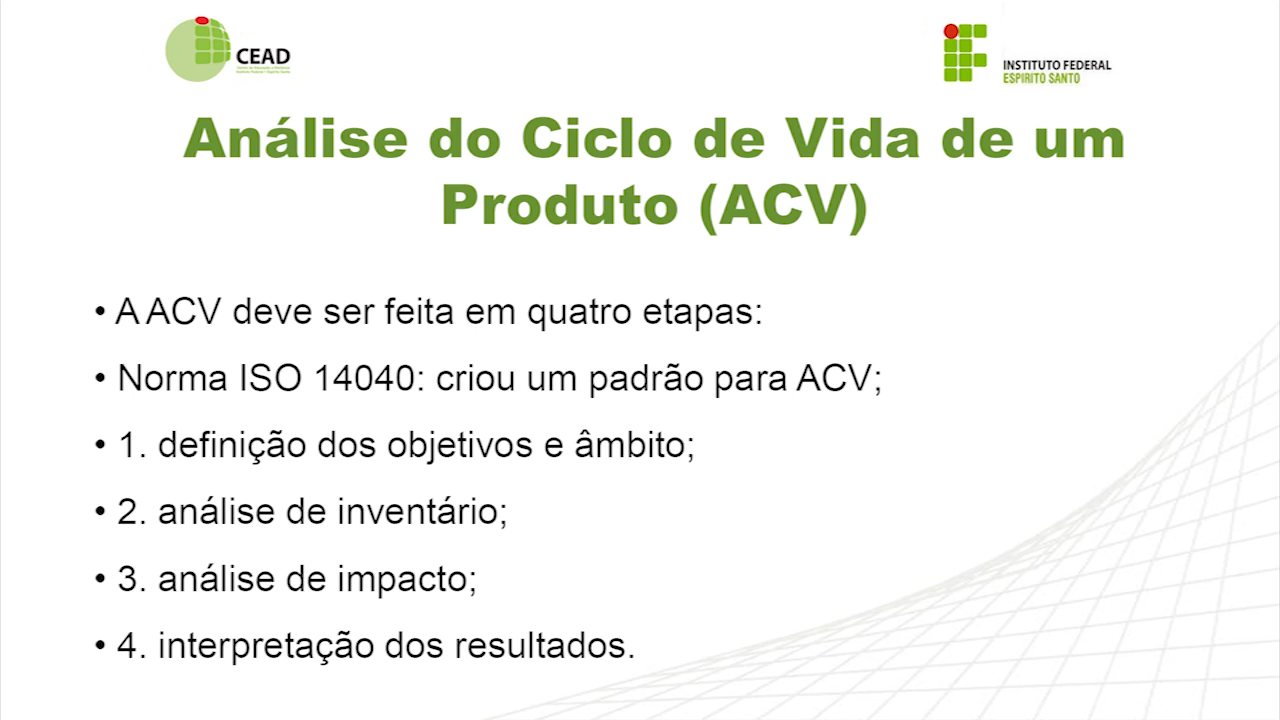 CEAD
INSTITUTO FEDERAL
ESPÍRITO SANTO
Análise do Ciclo de Vida de um
Produto (ACV)
• A ACV deve ser feita em quatro etapas:
• Norma ISO 14040: criou um padrão para ACV;
• 1. definição dos objetivos e âmbito;
• 2. análise de inventário;
• 3. análise de impacto;
• 4. interpretação dos resultados.